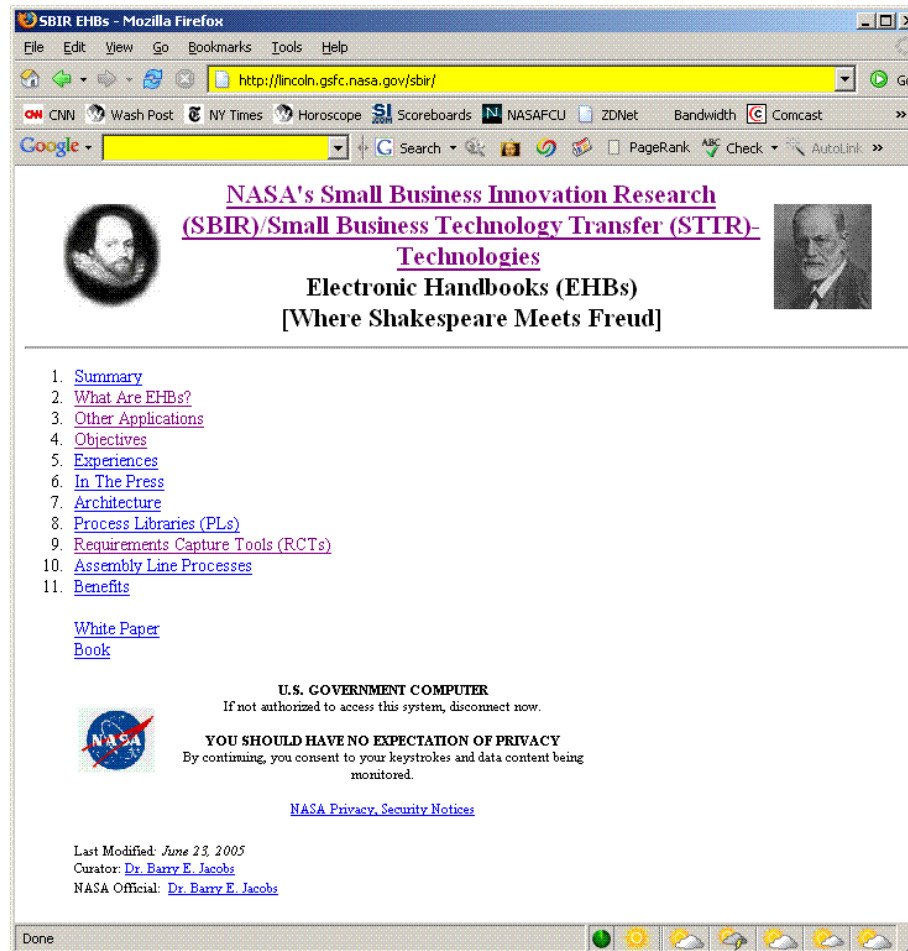 SBIR EHBs - Mozilla Firefox
File Edit View Go Bookmarks Tools Help
http://lincoln.gsfc.nasa.gov/sbir/
CNN Wash Post NY Times Horoscope SI.COM Scoreboards N NASAFCU ZDNet Bandwidth C Comcast »
Google G Search PageRank ABC Check AutoLink »
NASA's Small Business Innovation Research
(SBIR)/Small Business Technology Transfer (STTR)-
Technologies
Electronic Handbooks (EHBs)
[Where Shakespeare Meets Freud]
1. Summary
2. What Are EHBs?
3. Other Applications
4. Objectives
5. Experiences
6. In The Press
7. Architecture
8. Process Libraries (PLs)
9. Requirements Capture Tools (RCTs)
10. Assembly Line Processes
11. Benefits
White Paper
Book
U.S. GOVERNMENT COMPUTER
If not authorized to access this system, disconnect now.
NASA
YOU SHOULD HAVE NO EXPECTATION OF PRIVACY
By continuing, you consent to your keystrokes and data content being
monitored.
NASA Privacy, Security Notices
Last Modified: June 23, 2005
Curator: Dr. Barry E. Jacobs
NASA Official: Dr. Barry E. Jacobs
Done